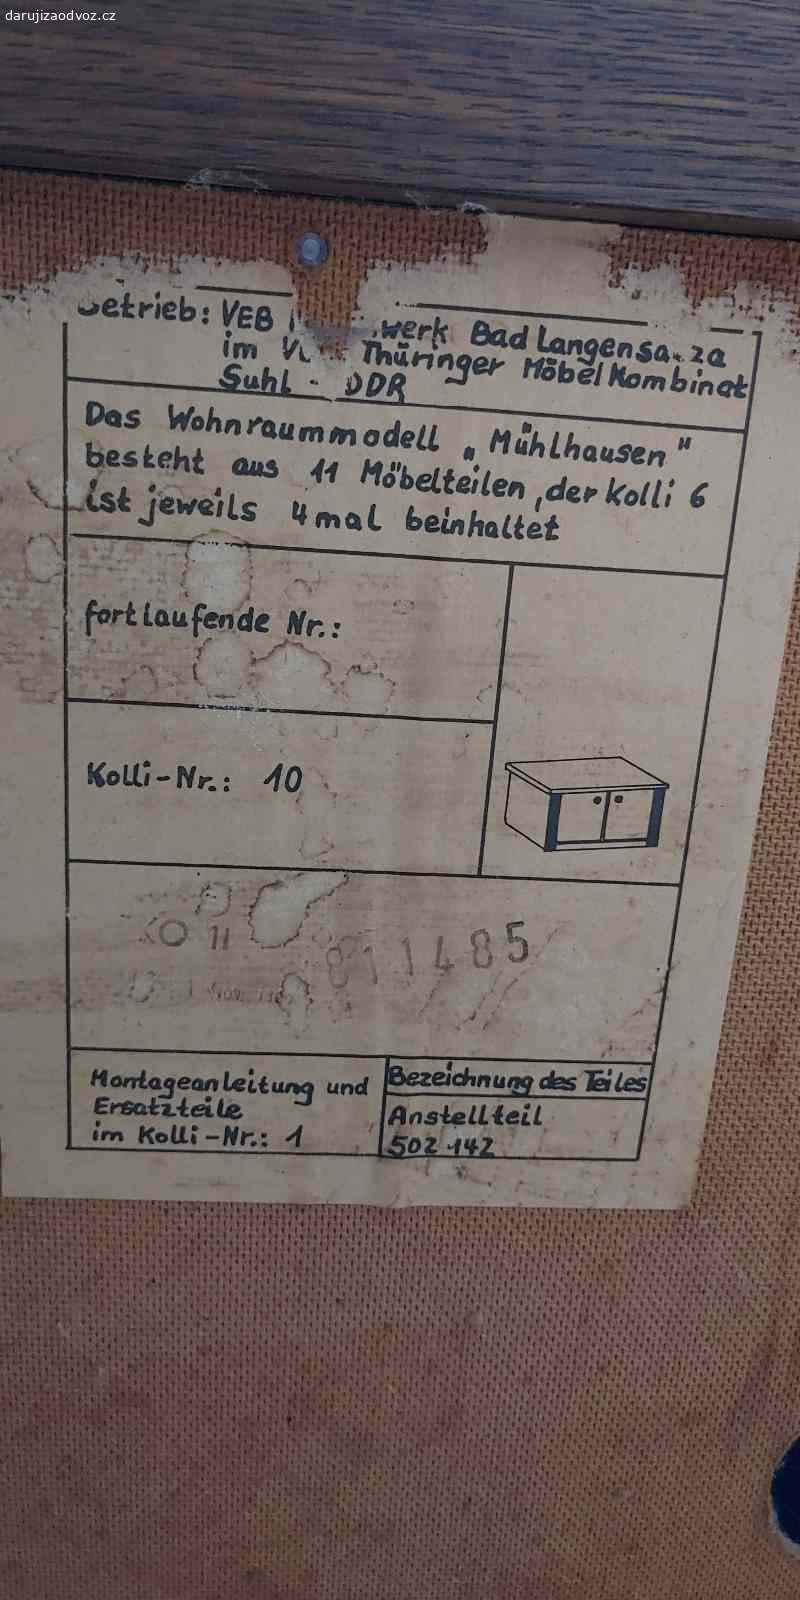 darujizaodvoz.cz
Betrieb: VEB werk Bad Langensalza
im Thüringer Möbel Kombinat
Suhl - DDR
Das Wohnraummodell „Mühlhausen"
besteht aus 11 Möbelteilen, der Kolli 6
ist jeweils 4 mal beinhaltet
fortlaufende Nr.:
Kolli-Nr.: 10
811485
Montageanleitung und
Ersatzteile
im Kolli-Nr.: 1
Bezeichnung des Teiles
Anstellteil
502 142